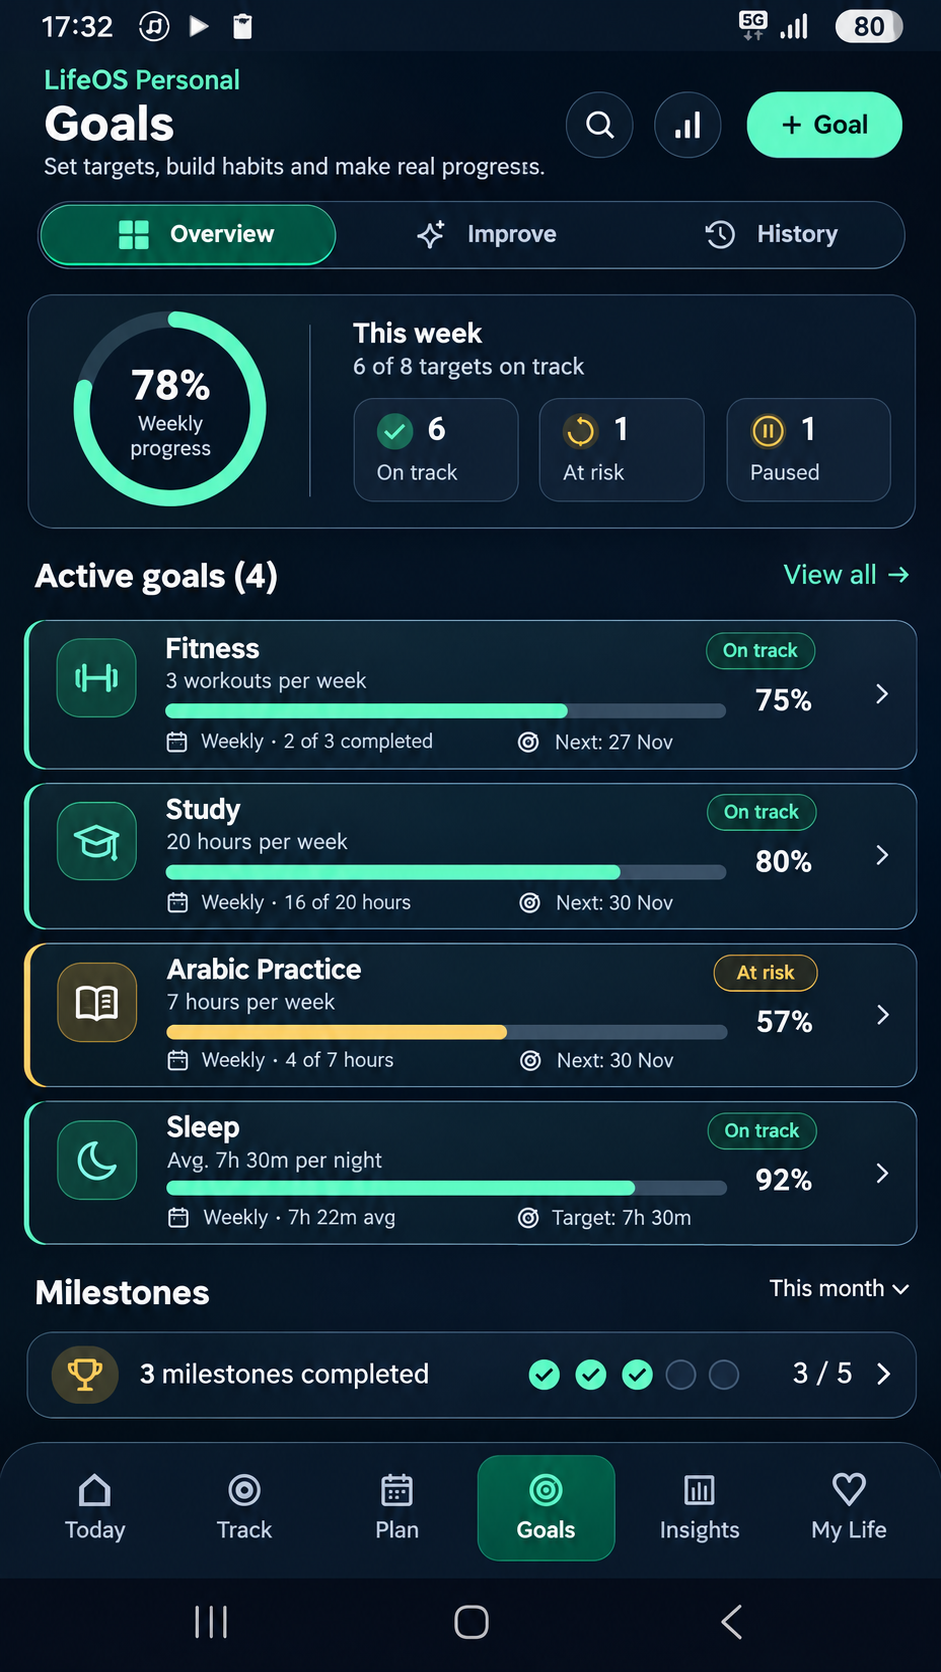 17:32
5G
80
LifeOS Personal
Goals
+ Goal
Set targets, build habits and make real progress.
Overview
Improve
History
78%
Weekly
progress
This week
6 of 8 targets on track
6
On track
1
At risk
1
Paused
Active goals (4)
View all →
Fitness
On track
3 workouts per week
75%
Weekly · 2 of 3 completed
Next: 27 Nov
Study
On track
20 hours per week
80%
Weekly · 16 of 20 hours
Next: 30 Nov
Arabic Practice
At risk
7 hours per week
57%
Weekly · 4 of 7 hours
Next: 30 Nov
Sleep
On track
Avg. 7h 30m per night
92%
Weekly · 7h 22m avg
Target: 7h 30m
Milestones
This month
3 milestones completed
3 / 5
Today
Track
Plan
Goals
Insights
My Life